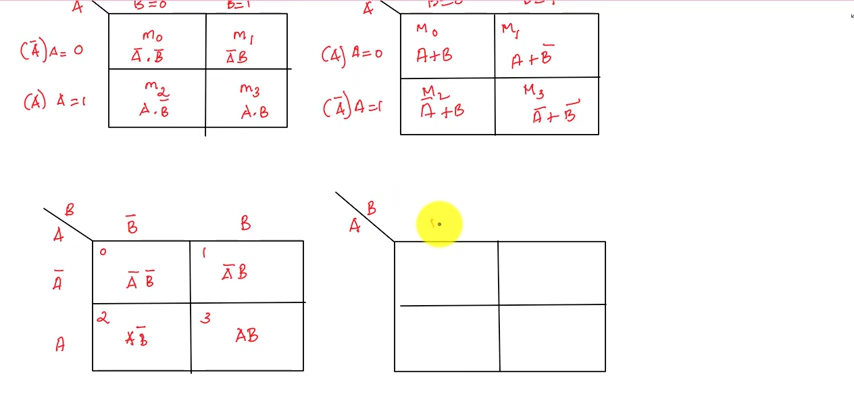 A B=0 B=1
(Ā) A=0 m₀ m₁
Ā.B̄ ĀB
(A) A=1 m₂ m₃
A.B̄ A.B
A
(A) A=0 M₀ M₁
A+B A+B̄
(Ā) A=1 M₂ M₃
Ā+B Ā+B̄
B
A B̄ B
Ā 0 1
ĀB̄ ĀB
A 2 3
AB̄ AB
B
A